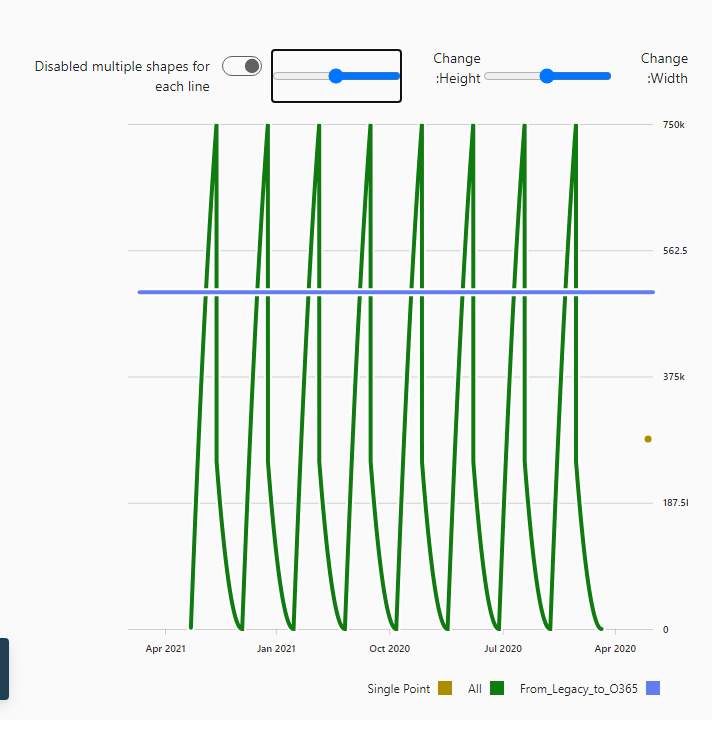 Disabled multiple shapes for
each line
Change
:Height
Change
:Width
750k
562.5
375k
187.5
0
Apr 2021
Jan 2021
Oct 2020
Jul 2020
Apr 2020
Single Point
All
From_Legacy_to_O365